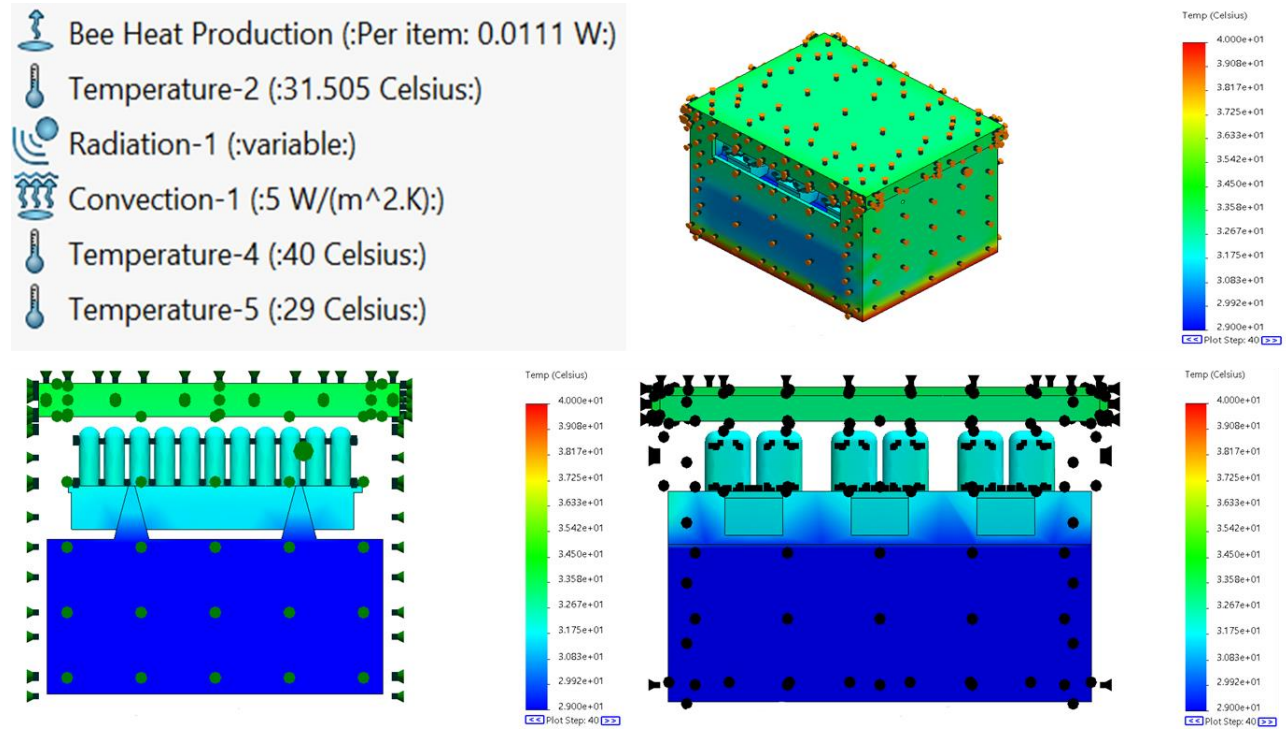 Bee Heat Production (:Per item: 0.0111 W:)
Temperature-2 (:31.505 Celsius:)
Radiation-1 (:variable:)
Convection-1 (:5 W/(m^2.K):)
Temperature-4 (:40 Celsius:)
Temperature-5 (:29 Celsius:)
Temp (Celsius)
4.000e+01
3.908e+01
3.817e+01
3.725e+01
3.633e+01
3.542e+01
3.450e+01
3.358e+01
3.267e+01
3.175e+01
3.083e+01
2.992e+01
2.900e+01
<< Plot Step: 40 >>
Temp (Celsius)
4.000e+01
3.908e+01
3.817e+01
3.725e+01
3.633e+01
3.542e+01
3.450e+01
3.358e+01
3.267e+01
3.175e+01
3.083e+01
2.992e+01
2.900e+01
<< Plot Step: 40 >>
Temp (Celsius)
4.000e+01
3.908e+01
3.817e+01
3.725e+01
3.633e+01
3.542e+01
3.450e+01
3.358e+01
3.267e+01
3.175e+01
3.083e+01
2.992e+01
2.900e+01
<< Plot Step: 40 >>